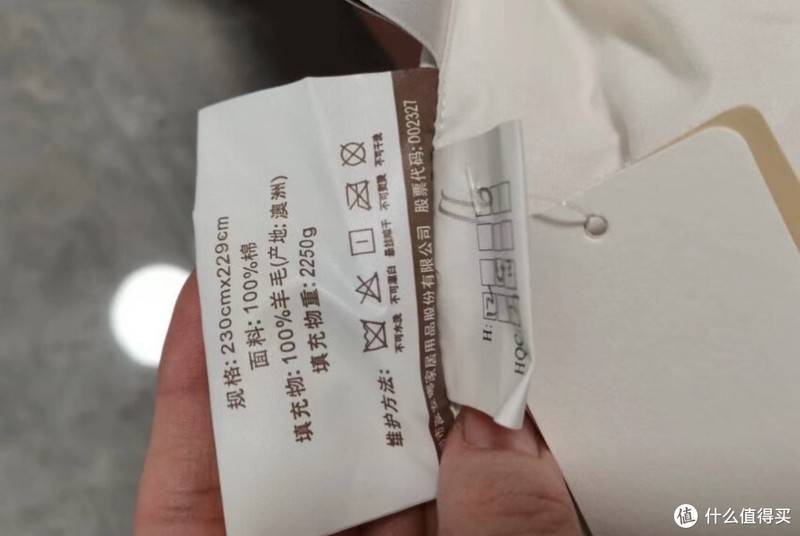 规格: 230cmx229cm
面料: 100%棉
填充物: 100%羊毛(产地: 澳洲)
填充物重: 2250g
维护方法:
不可水洗 不可漂白 悬挂晾干 不可熨烫 不可干洗
家居用品股份有限公司 股票代码: 002327
H:
HQC:
值 什么值得买